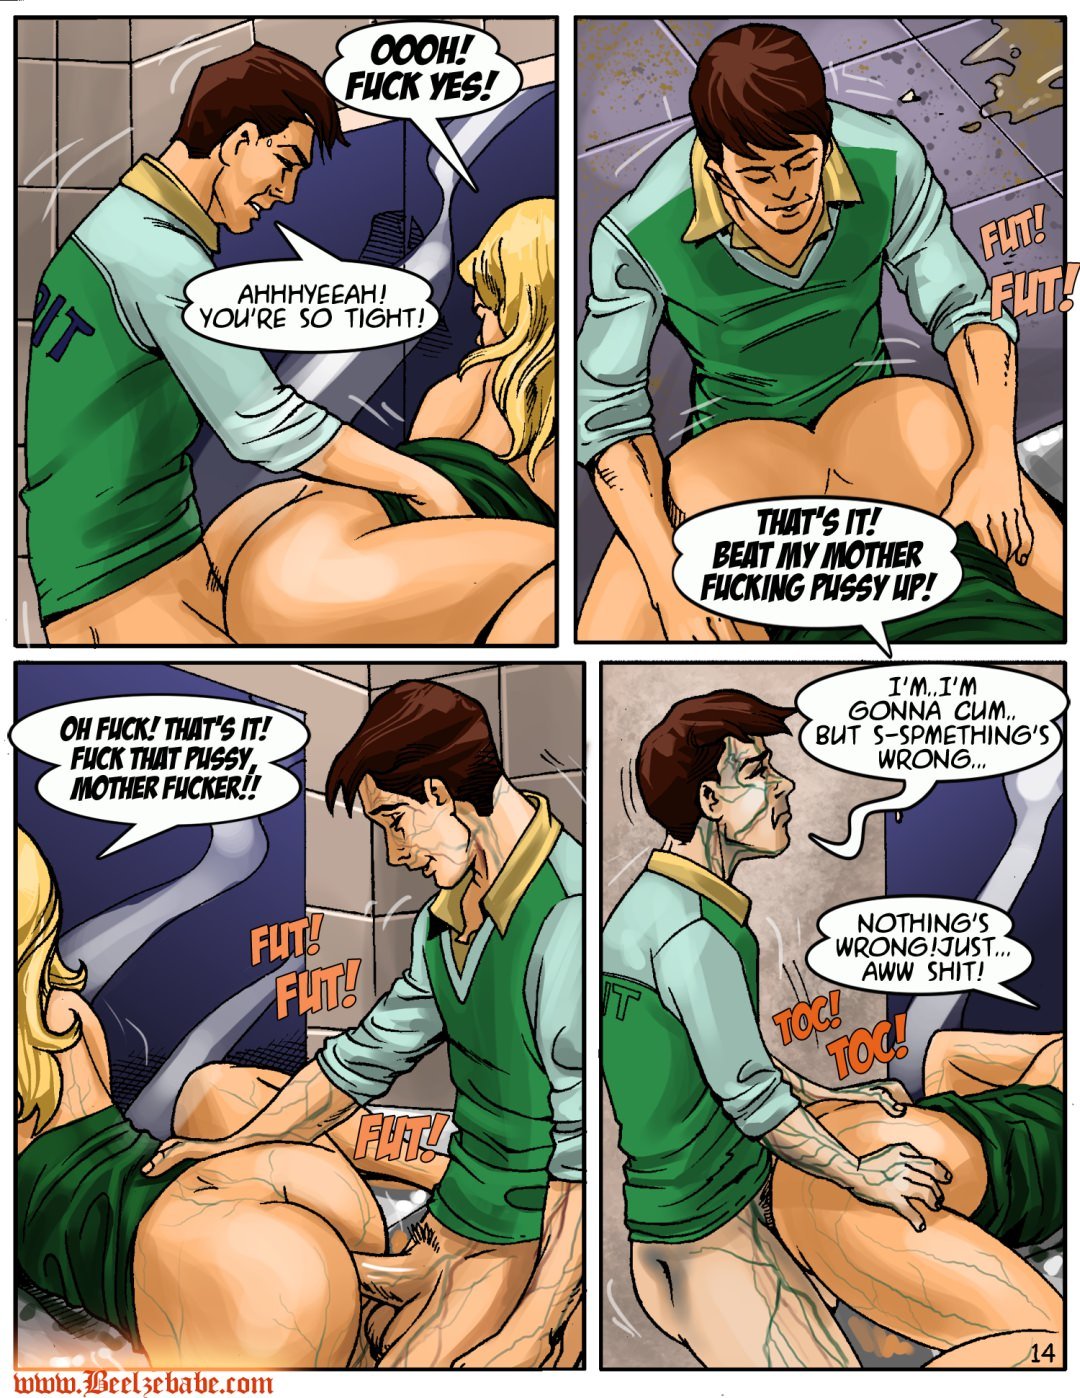 OOOH!
FUCK YES!
AHHHYEEAH!
YOU'RE SO TIGHT!
FUT!
FUT!
THAT'S IT!
BEAT MY MOTHER
FUCKING PUSSY UP!
OH FUCK! THAT'S IT!
FUCK THAT PUSSY,
MOTHER FUCKER!!
FUT!
FUT!
FUT!
I'M..I'M
GONNA CUM..
BUT S-SPMETHING'S
WRONG...
NOTHING'S
WRONG!JUST...
AWW SHIT!
TOC!
TOC!
14
www.Beelzebabe.com